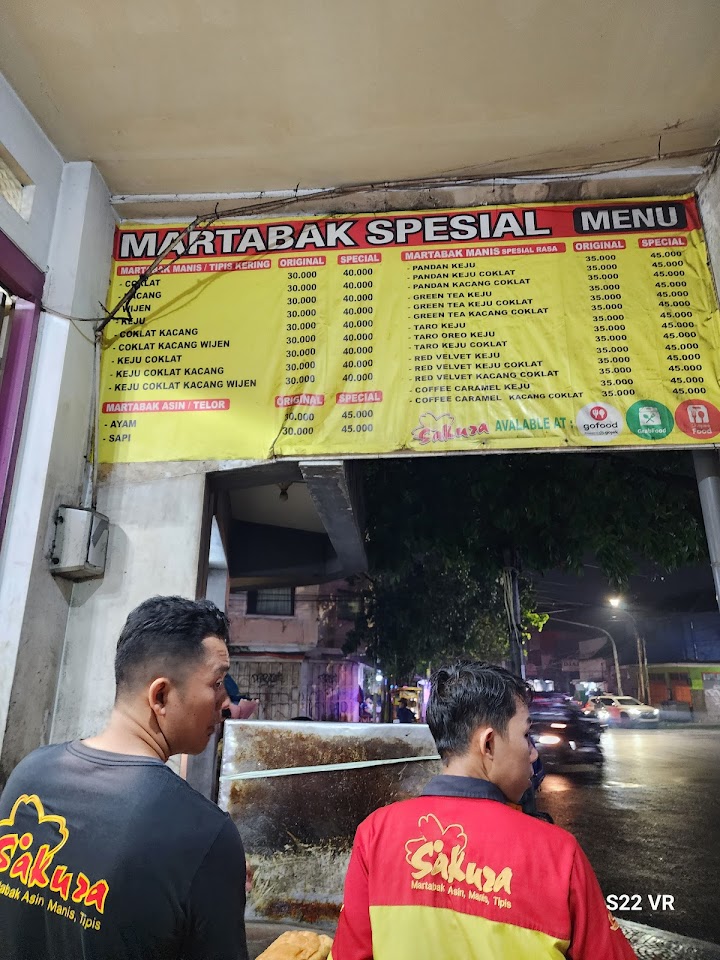 MARTABAK SPESIAL MENU
MARTABAK MANIS / TIPIS KERING ORIGINAL SPECIAL
- COKLAT 30.000 40.000
KACANG 30.000 40.000
WIJEN 30.000 40.000
- KEJU 30.000 40.000
- COKLAT KACANG 30.000 40.000
- COKLAT KACANG WIJEN 30.000 40.000
- KEJU COKLAT 30.000 40.000
- KEJU COKLAT KACANG 30.000 40.000
- KEJU COKLAT KACANG WIJEN 30.000 40.000
MARTABAK ASIN / TELOR ORIGINAL SPECIAL
- AYAM 45.000
- SAPI 30.000 45.000
MARTABAK MANIS SPESIAL RASA ORIGINAL SPECIAL
- PANDAN KEJU 35.000 45.000
- PANDAN KEJU COKLAT 35.000 45.000
- PANDAN KACANG COKLAT 35.000 45.000
- GREEN TEA KEJU 35.000 45.000
- GREEN TEA KEJU COKLAT 35.000 45.000
- GREEN TEA KACANG COKLAT 35.000 45.000
- TARO KEJU 35.000 45.000
- TARO OREO KEJU 35.000 45.000
- TARO KEJU COKLAT 35.000 45.000
- RED VELVET KEJU 35.000 45.000
- RED VELVET KEJU COKLAT 35.000 45.000
- RED VELVET KACANG COKLAT 35.000 45.000
- COFFEE CARAMEL KEJU 35.000 45.000
- COFFEE CARAMEL KACANG COKLAT 35.000 45.000
Sakura AVALABLE AT :
gofood
GrabFood
Food
Sakura
Martabak Asin, Manis, Tipis
Sakura
Martabak Asin, Manis, Tipis
S22 VR